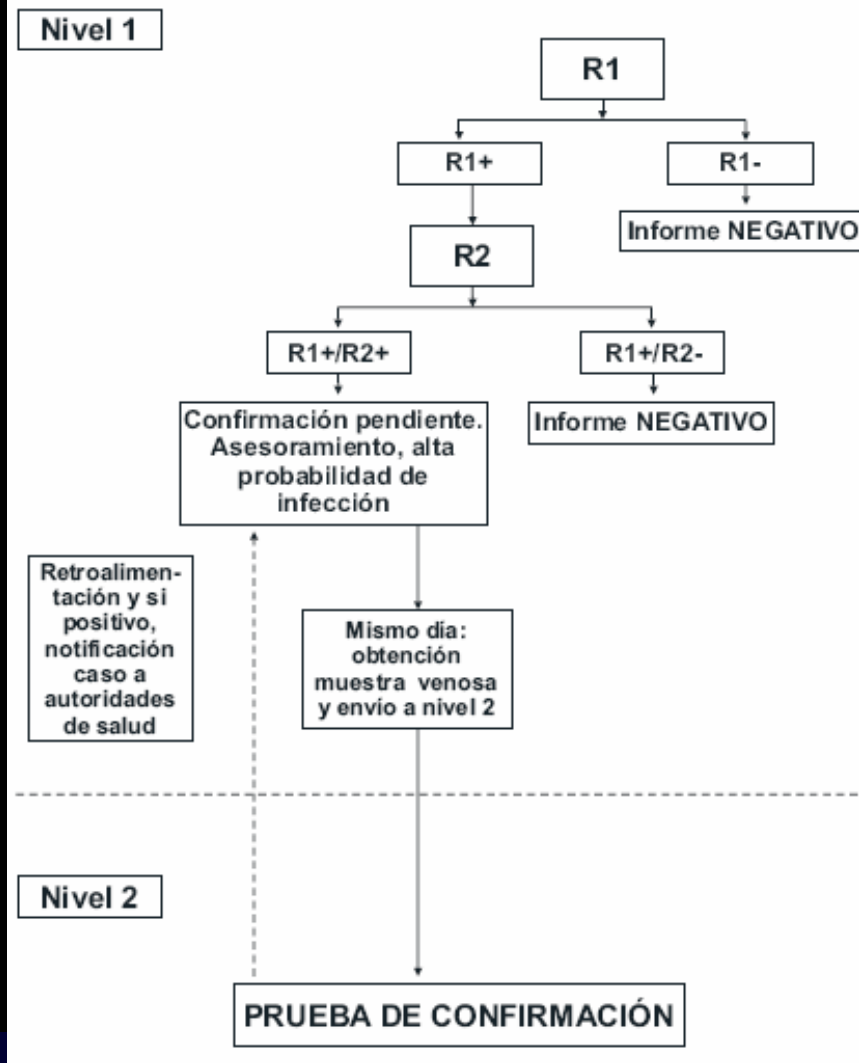 Nivel 1
R1
R1+
R1-
Informe NEGATIVO
R2
R1+/R2+
R1+/R2-
Confirmación pendiente.
Asesoramiento, alta
probabilidad de
infección
Informe NEGATIVO
Retroalimen-
tación y si
positivo,
notificación
caso a
autoridades
de salud
Mismo día:
obtención
muestra venosa
y envío a nivel 2
Nivel 2
PRUEBA DE CONFIRMACIÓN